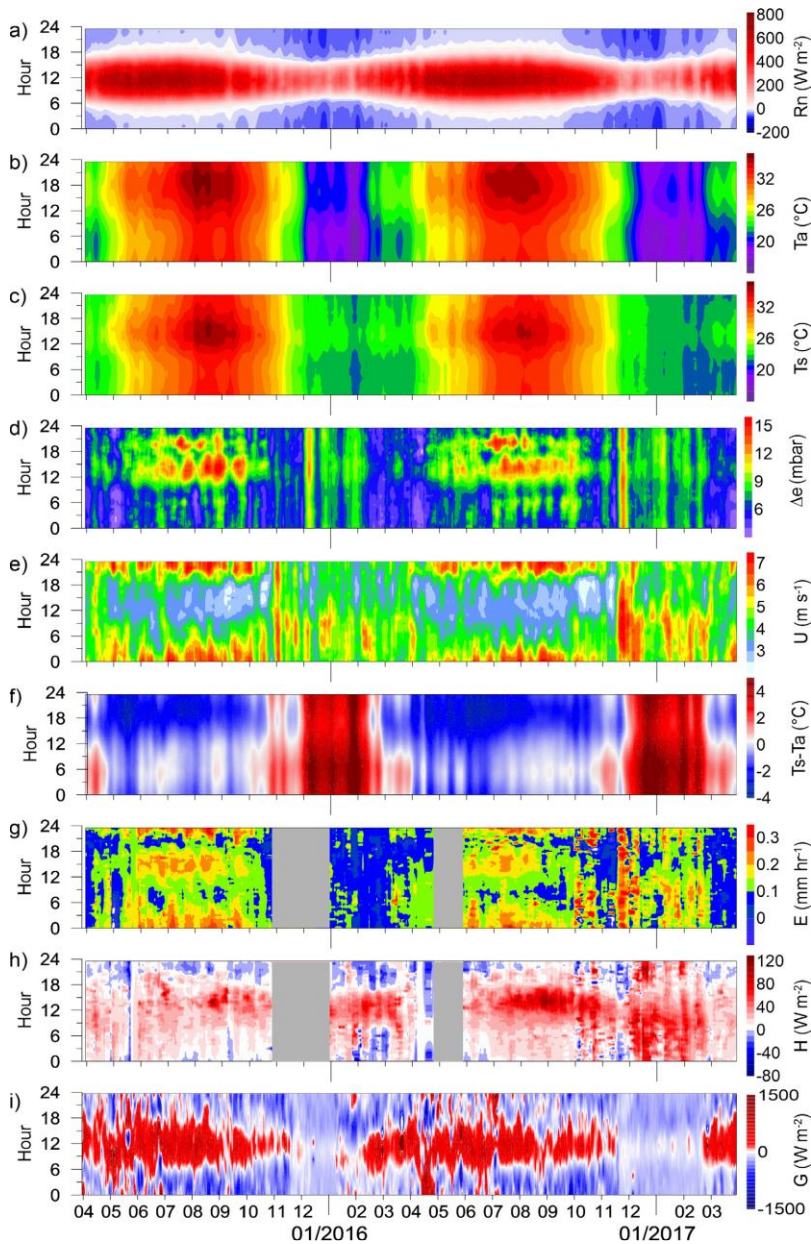 a) Hour 24 18 12 6 0
800 600 400 200 0 -200 Rn (W m⁻²)
b) Hour 24 18 12 6 0
32 26 20 Ta (°C)
c) Hour 24 18 12 6 0
32 26 20 Ts (°C)
d) Hour 24 18 12 6 0
15 12 9 6 Δe (mbar)
e) Hour 24 18 12 6 0
7 6 5 4 3 U (m s⁻¹)
f) Hour 24 18 12 6 0
4 2 0 -2 -4 Ts-Ta (°C)
g) Hour 24 18 12 6 0
0.3 0.2 0.1 0 E (mm hr⁻¹)
h) Hour 24 18 12 6 0
120 80 40 0 -40 -80 H (W m⁻²)
i) Hour 24 18 12 6 0
1500 0 -1500 G (W m⁻²)
04 05 06 07 08 09 10 11 12 02 03 04 05 06 07 08 09 10 11 12 02 03
01/2016 01/2017